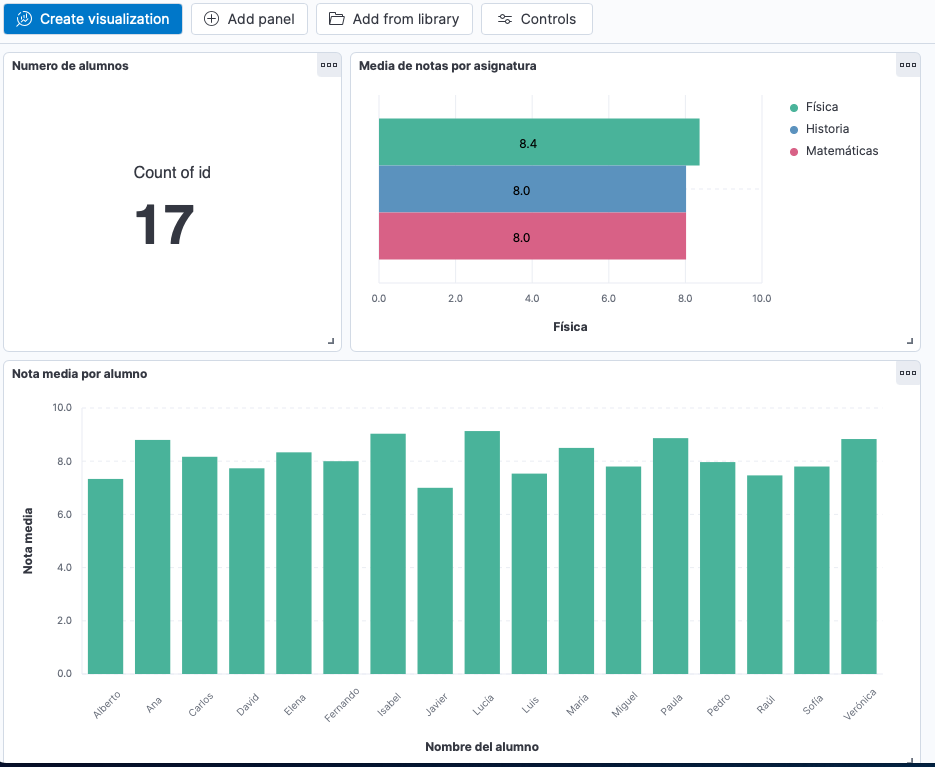 Create visualization
Add panel
Add from library
Controls
Numero de alumnos
Count of id
17
Media de notas por asignatura
8.4
8.0
8.0
0.0 2.0 4.0 6.0 8.0 10.0
Física
Física
Historia
Matemáticas
Nota media por alumno
10.0
8.0
6.0
4.0
2.0
0.0
Nota media
Alberto Ana Carlos David Elena Fernando Isabel Javier Lucía Luis María Miguel Paula Pedro Raúl Sofía Verónica
Nombre del alumno